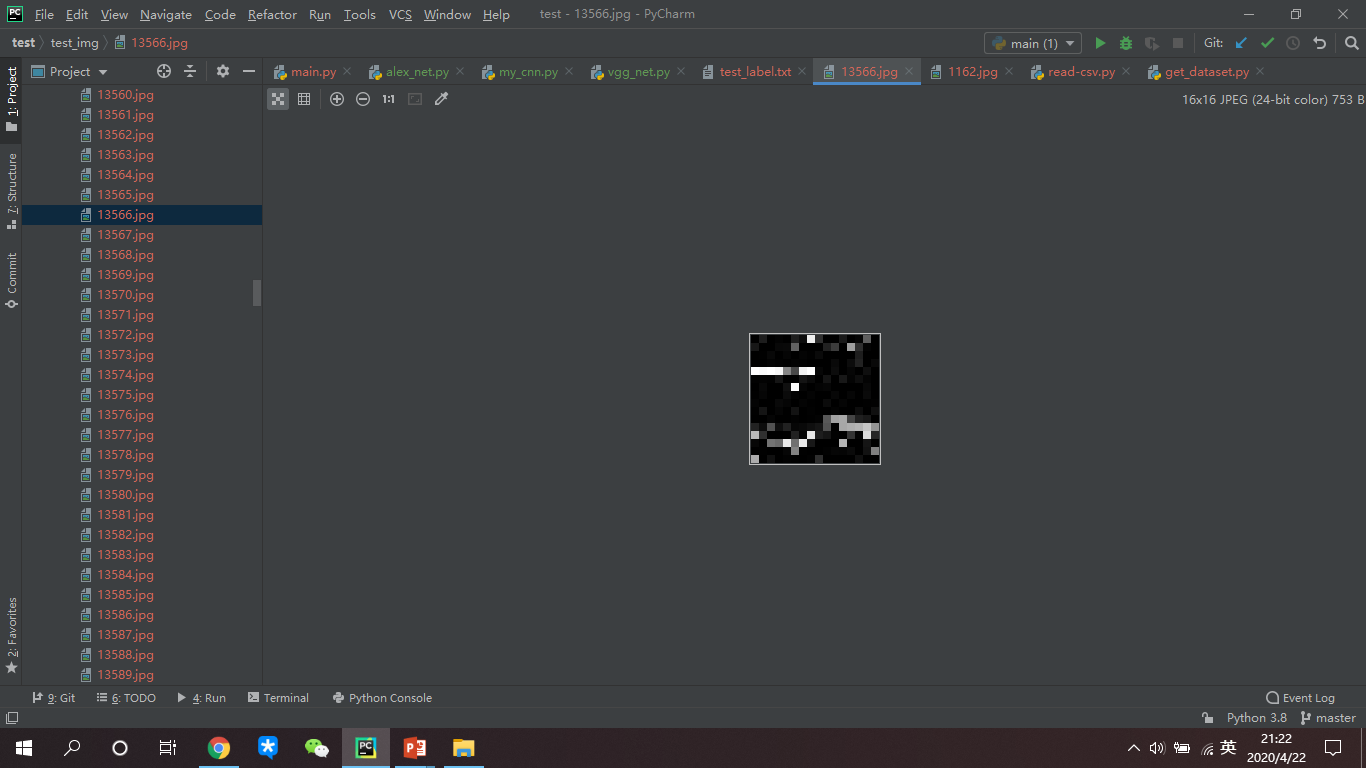 PC File Edit View Navigate Code Refactor Run Tools VCS Window Help test - 13566.jpg - PyCharm
test test_img 13566.jpg main (1) Git:
Project main.py alex_net.py my_cnn.py vgg_net.py test_label.txt 13566.jpg 1162.jpg read-csv.py get_dataset.py
1:1 16x16 JPEG (24-bit color) 753 B
1: Project
7: Structure
Commit
2: Favorites
13560.jpg
13561.jpg
13562.jpg
13563.jpg
13564.jpg
13565.jpg
13566.jpg
13567.jpg
13568.jpg
13569.jpg
13570.jpg
13571.jpg
13572.jpg
13573.jpg
13574.jpg
13575.jpg
13576.jpg
13577.jpg
13578.jpg
13579.jpg
13580.jpg
13581.jpg
13582.jpg
13583.jpg
13584.jpg
13585.jpg
13586.jpg
13587.jpg
13588.jpg
13589.jpg
9: Git 6: TODO 4: Run Terminal Python Console Event Log
Python 3.8 master
PC P 英 21:22
2020/4/22